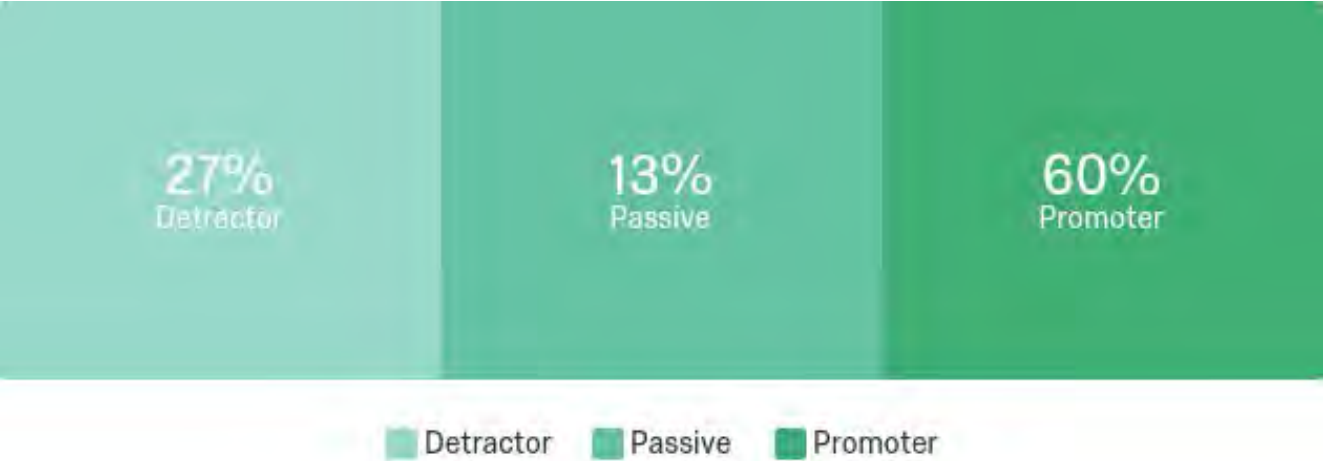 27%
Detractor
13%
Passive
60%
Promoter
Detractor Passive Promoter